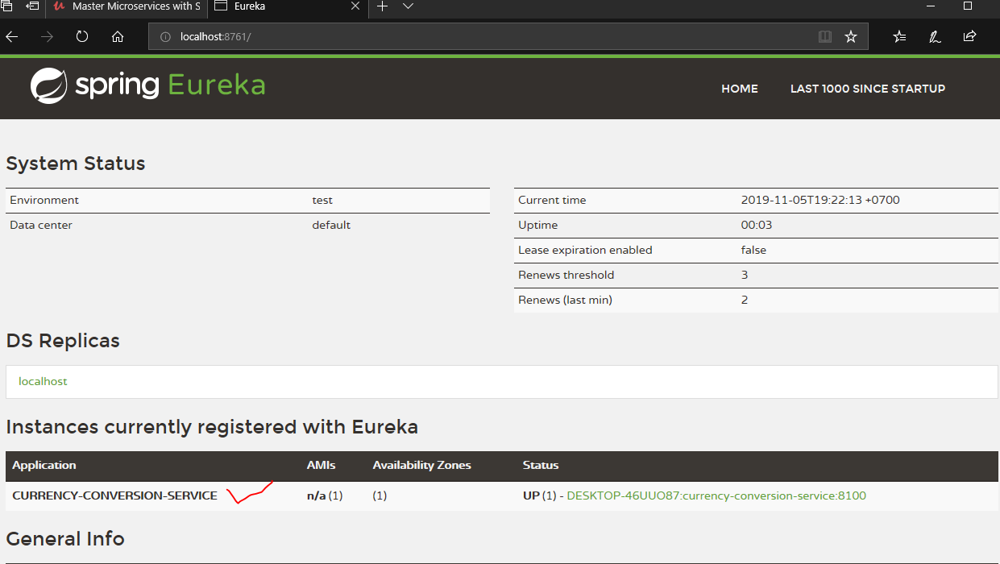 Master Microservices with S
Eureka
localhost:8761/
spring Eureka
HOME LAST 1000 SINCE STARTUP
System Status
Environment test
Data center default
Current time 2019-11-05T19:22:13 +0700
Uptime 00:03
Lease expiration enabled false
Renews threshold 3
Renews (last min) 2
DS Replicas
localhost
Instances currently registered with Eureka
Application AMIs Availability Zones Status
CURRENCY-CONVERSION-SERVICE n/a (1) (1) UP (1) - DESKTOP-46UUO87:currency-conversion-service:8100
General Info